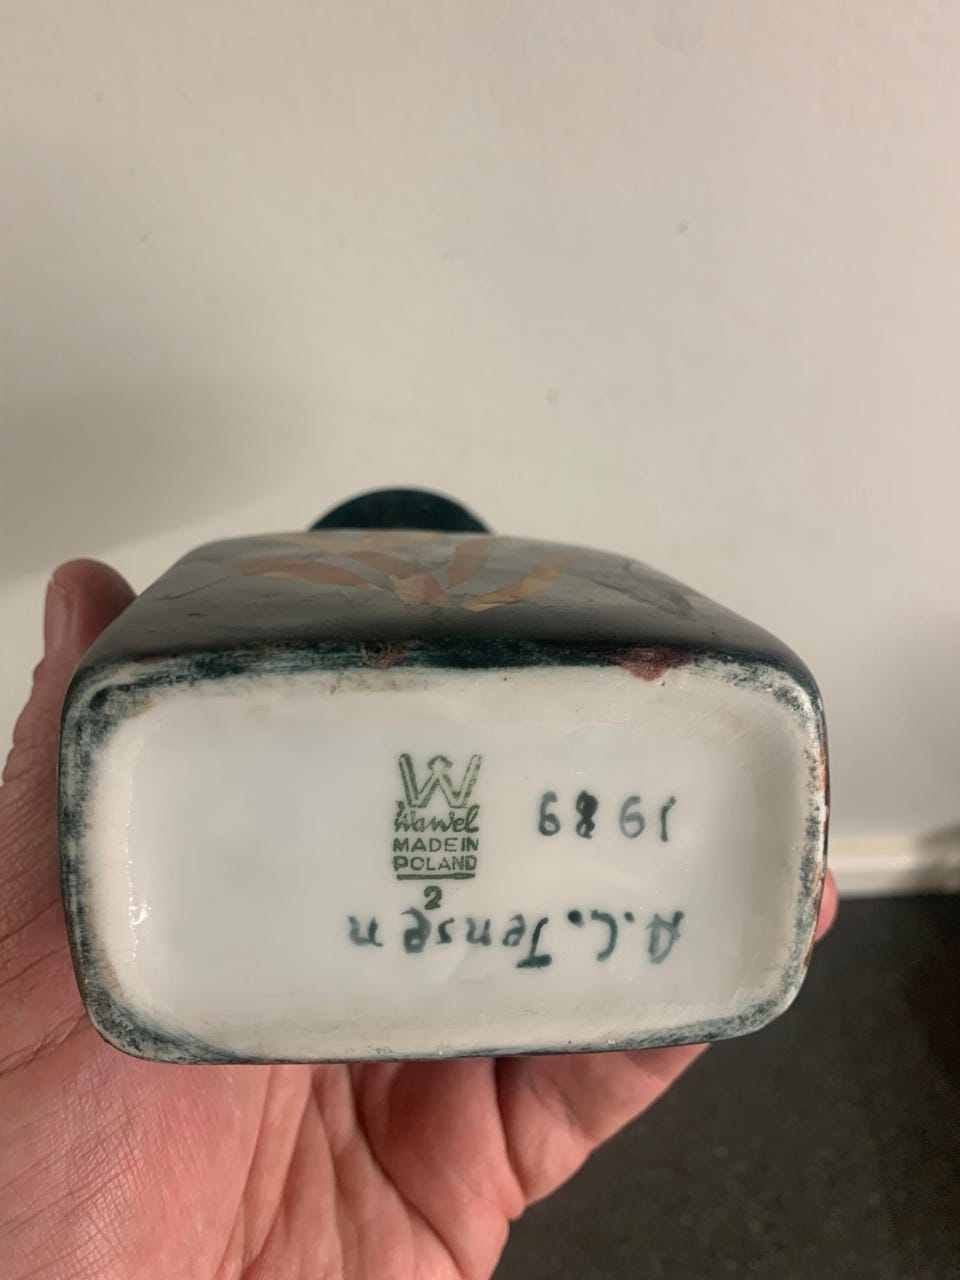 W
Wawel
MADE IN
POLAND
2
A.C. Jensen
1989